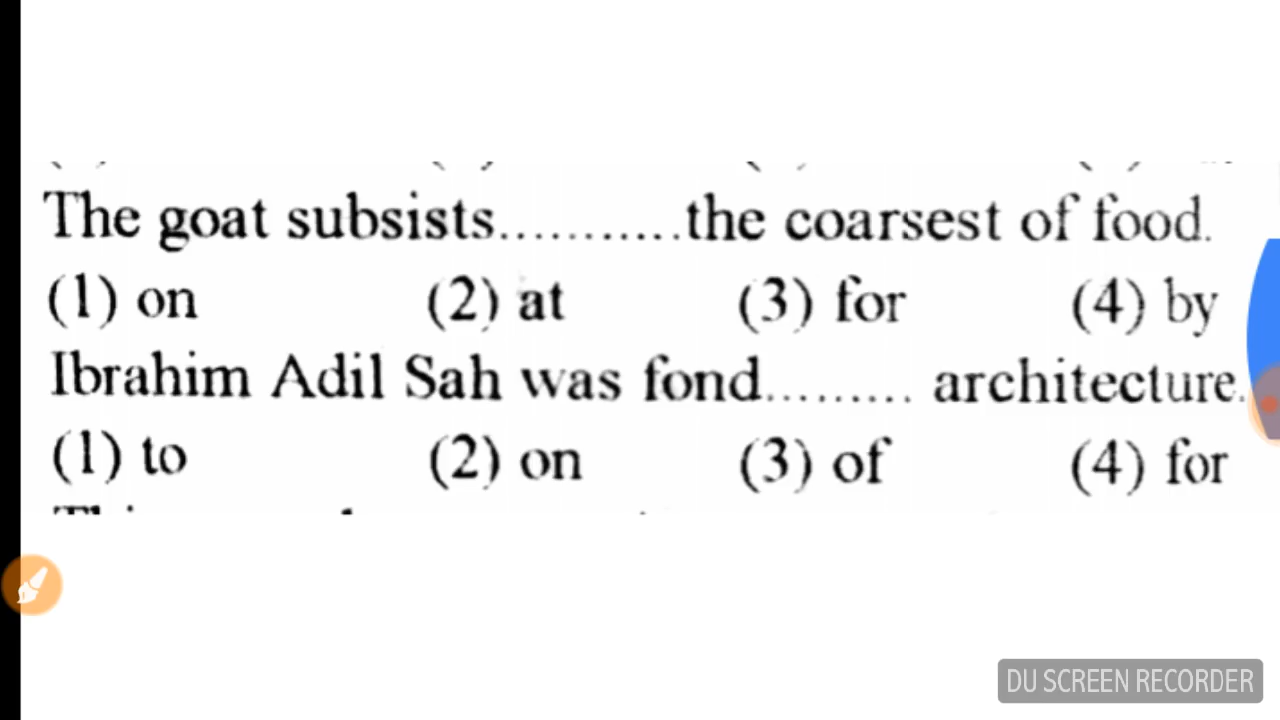 The goat subsists...........the coarsest of food.
(1) on (2) at (3) for (4) by
Ibrahim Adil Sah was fond......... architecture.
(1) to (2) on (3) of (4) for
DU SCREEN RECORDER